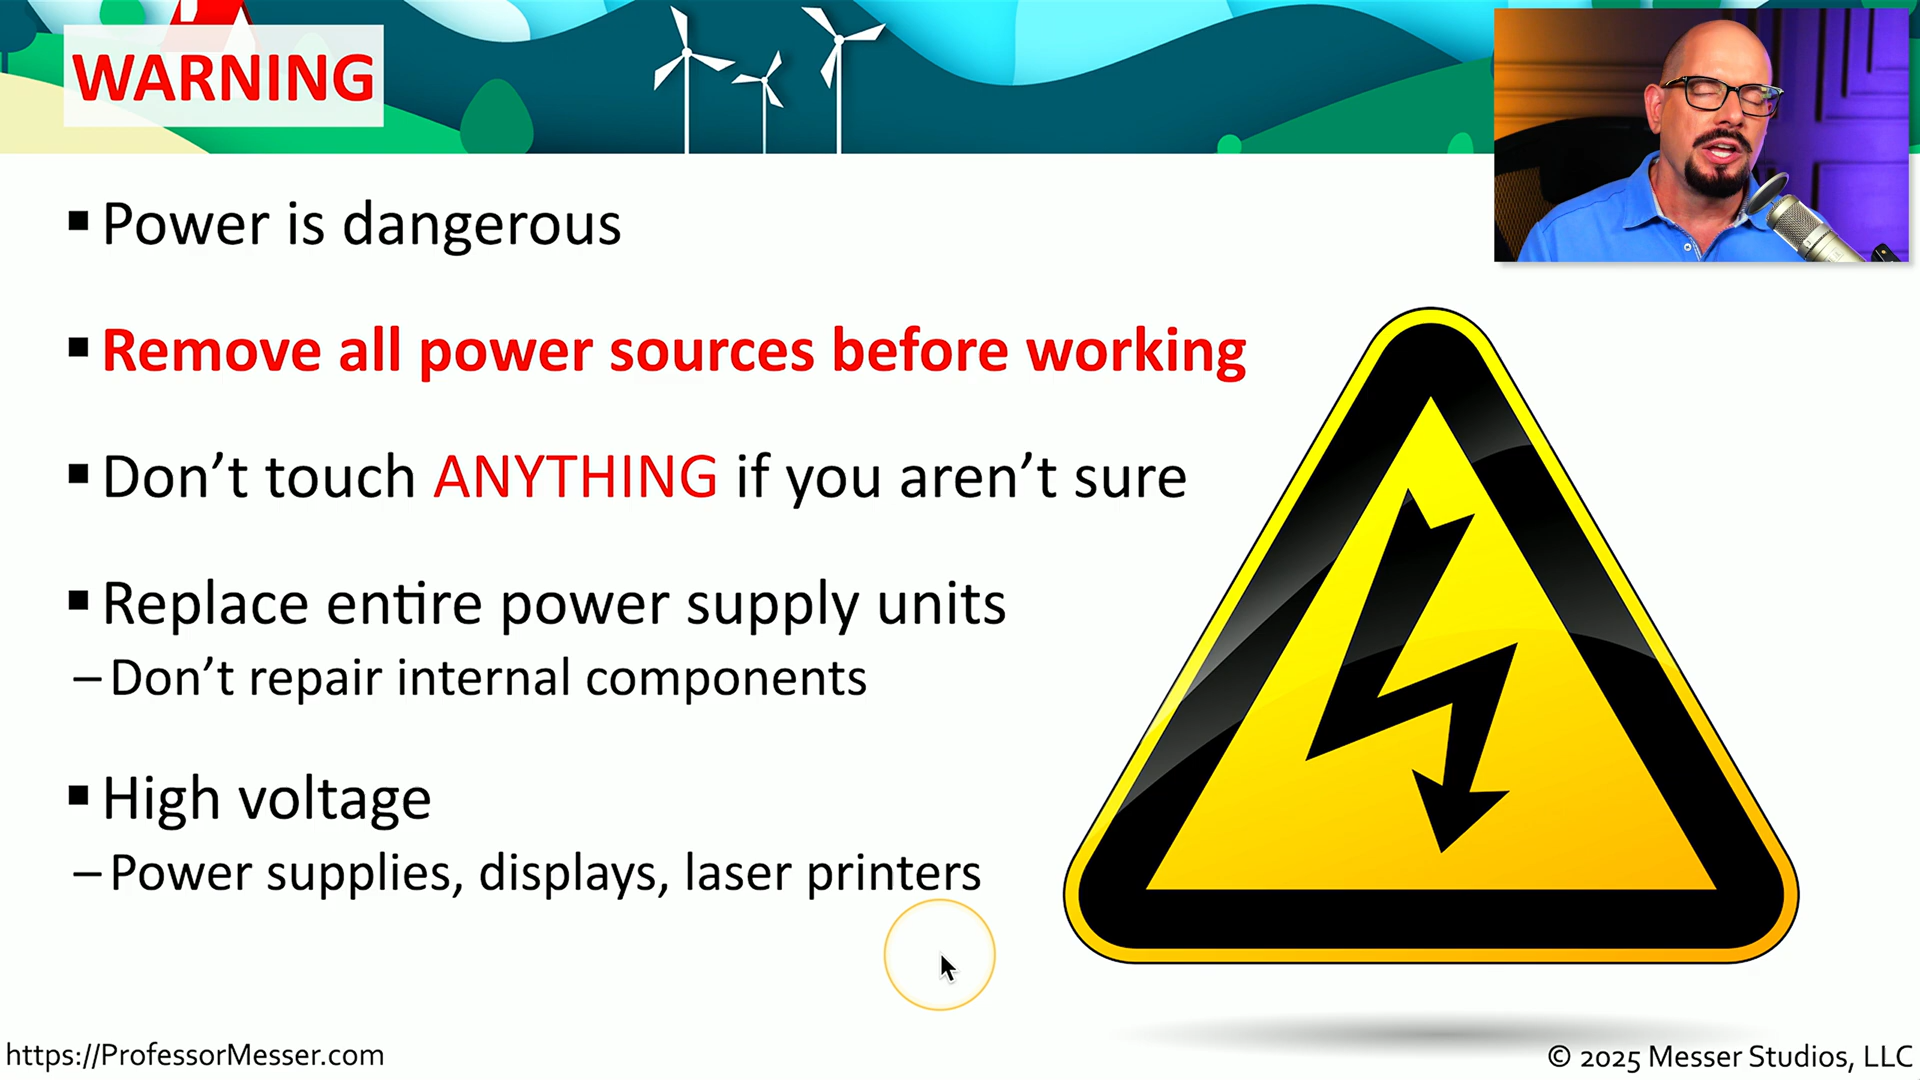 WARNING
▪ Power is dangerous
▪ Remove all power sources before working
▪ Don’t touch ANYTHING if you aren’t sure
▪ Replace entire power supply units
– Don’t repair internal components
▪ High voltage
– Power supplies, displays, laser printers
https://ProfessorMesser.com
© 2025 Messer Studios, LLC